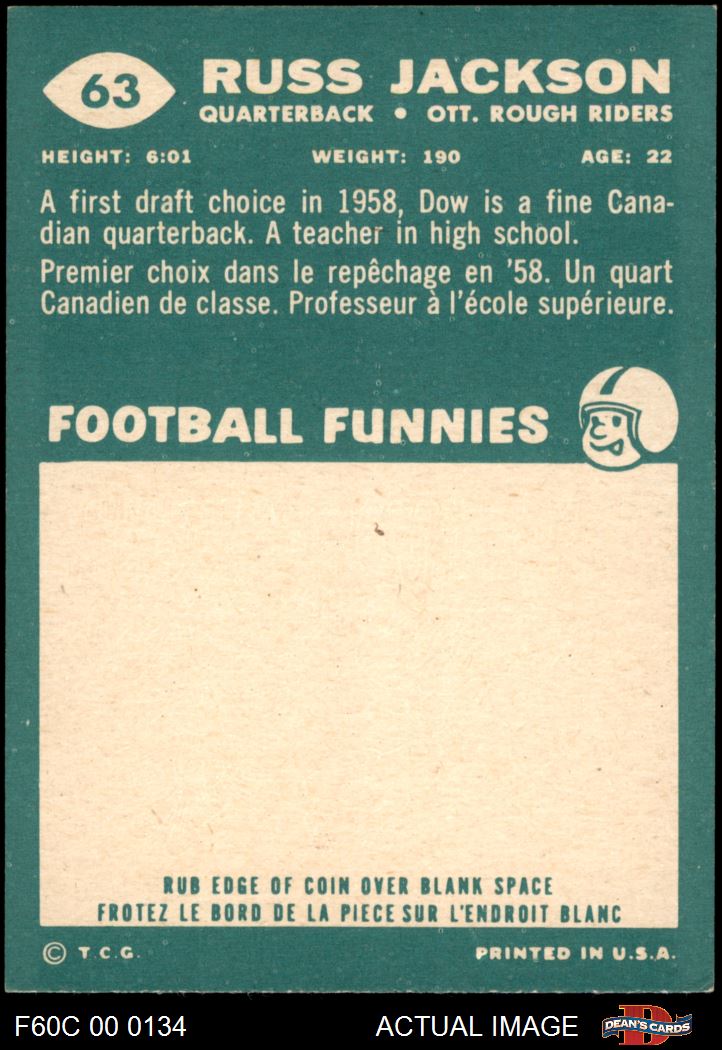 63
RUSS JACKSON
QUARTERBACK • OTT. ROUGH RIDERS
HEIGHT: 6:01 WEIGHT: 190 AGE: 22
A first draft choice in 1958, Dow is a fine Cana-
dian quarterback. A teacher in high school.
Premier choix dans le repêchage en '58. Un quart
Canadien de classe. Professeur à l'école supérieure.
FOOTBALL FUNNIES
RUB EDGE OF COIN OVER BLANK SPACE
FROTEZ LE BORD DE LA PIECE SUR L'ENDROIT BLANC
© T.C.G. PRINTED IN U.S.A.
F60C 00 0134 ACTUAL IMAGE D DEAN'S CARDS